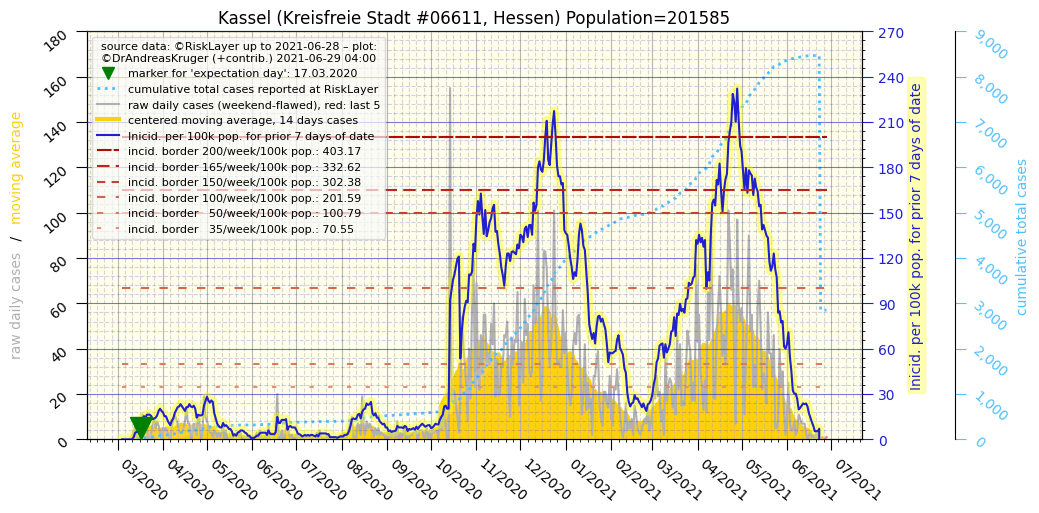 Kassel (Kreisfreie Stadt #06611, Hessen) Population=201585
source data: ©RiskLayer up to 2021-06-28 – plot:
©DrAndreasKruger (+contrib.) 2021-06-29 04:00
marker for 'expectation day': 17.03.2020
cumulative total cases reported at RiskLayer
raw daily cases (weekend-flawed), red: last 5
centered moving average, 14 days cases
Inicid. per 100k pop. for prior 7 days of date
incid. border 200/week/100k pop.: 403.17
incid. border 165/week/100k pop.: 332.62
incid. border 150/week/100k pop.: 302.38
incid. border 100/week/100k pop.: 201.59
incid. border 50/week/100k pop.: 100.79
incid. border 35/week/100k pop.: 70.55
raw daily cases / moving average
180
160
140
120
100
80
60
40
20
0
270
240
210
180
150
120
90
60
30
0
Inicid. per 100k pop. for prior 7 days of date
9,000
8,000
7,000
6,000
5,000
4,000
3,000
2,000
1,000
0
cumulative total cases
03/2020
04/2020
05/2020
06/2020
07/2020
08/2020
09/2020
10/2020
11/2020
12/2020
01/2021
02/2021
03/2021
04/2021
05/2021
06/2021
07/2021